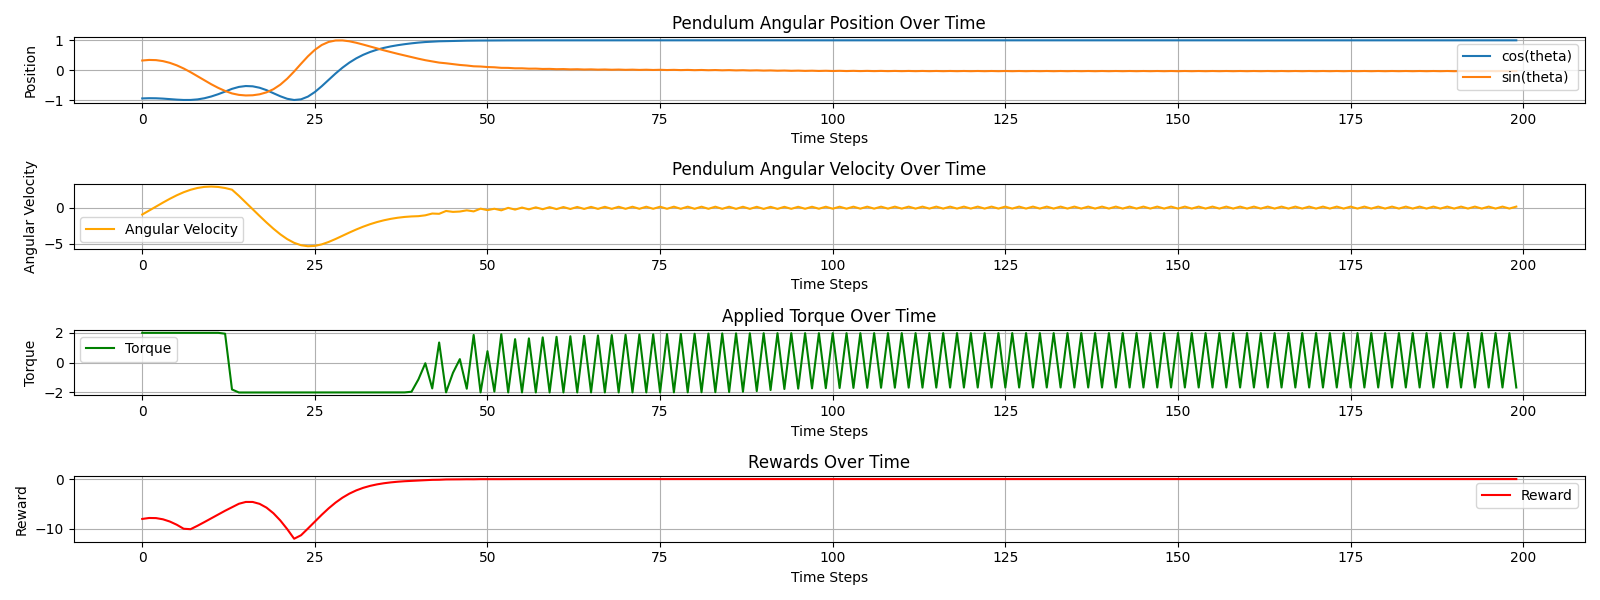 Pendulum Angular Position Over Time
Position
1
0
−1
cos(theta)
sin(theta)
0 25 50 75 100 125 150 175 200
Time Steps
Pendulum Angular Velocity Over Time
Angular Velocity
0
−5
Angular Velocity
0 25 50 75 100 125 150 175 200
Time Steps
Applied Torque Over Time
Torque
2
0
−2
Torque
0 25 50 75 100 125 150 175 200
Time Steps
Rewards Over Time
Reward
0
−10
Reward
0 25 50 75 100 125 150 175 200
Time Steps